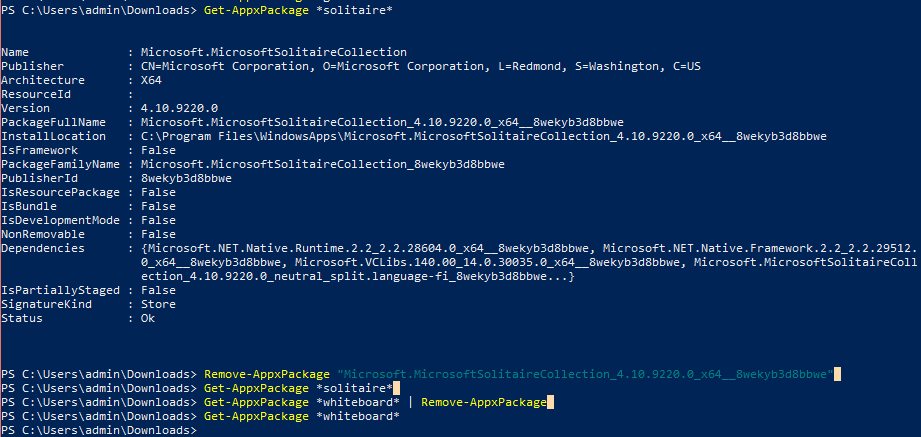 PS C:\Users\admin\Downloads> Get-AppxPackage *solitaire*
Name : Microsoft.MicrosoftSolitaireCollection
Publisher : CN=Microsoft Corporation, O=Microsoft Corporation, L=Redmond, S=Washington, C=US
Architecture : X64
ResourceId :
Version : 4.10.9220.0
PackageFullName : Microsoft.MicrosoftSolitaireCollection_4.10.9220.0_x64__8wekyb3d8bbwe
InstallLocation : C:\Program Files\WindowsApps\Microsoft.MicrosoftSolitaireCollection_4.10.9220.0_x64__8wekyb3d8bbwe
IsFramework : False
PackageFamilyName : Microsoft.MicrosoftSolitaireCollection_8wekyb3d8bbwe
PublisherId : 8wekyb3d8bbwe
IsResourcePackage : False
IsBundle : False
IsDevelopmentMode : False
NonRemovable : False
Dependencies : {Microsoft.NET.Native.Runtime.2.2_2.2.28604.0_x64__8wekyb3d8bbwe, Microsoft.NET.Native.Framework.2.2_2.2.29512.
0_x64__8wekyb3d8bbwe, Microsoft.VCLibs.140.00_14.0.30035.0_x64__8wekyb3d8bbwe, Microsoft.MicrosoftSolitaireColl
ection_4.10.9220.0_neutral_split.language-fi_8wekyb3d8bbwe...}
IsPartiallyStaged : False
SignatureKind : Store
Status : Ok
PS C:\Users\admin\Downloads> Remove-AppxPackage "Microsoft.MicrosoftSolitaireCollection_4.10.9220.0_x64__8wekyb3d8bbwe"
PS C:\Users\admin\Downloads> Get-AppxPackage *solitaire*
PS C:\Users\admin\Downloads> Get-AppxPackage *whiteboard* | Remove-AppxPackage
PS C:\Users\admin\Downloads> Get-AppxPackage *whiteboard*
PS C:\Users\admin\Downloads>